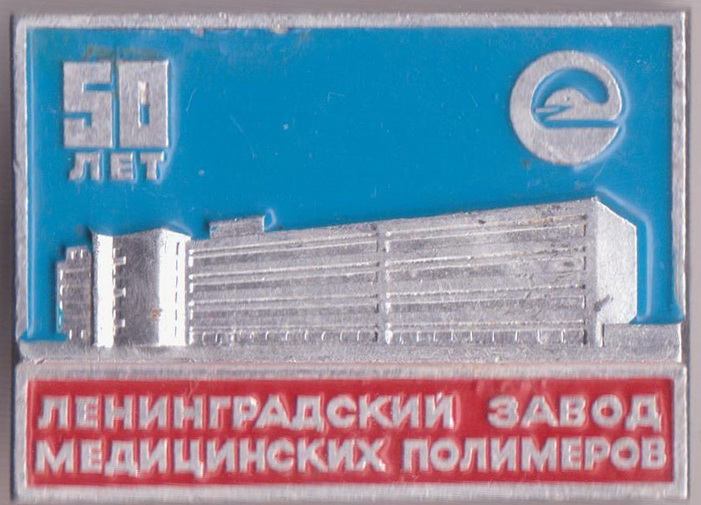 50
ЛЕТ
ЛЕНИНГРАДСКИЙ ЗАВОД
МЕДИЦИНСКИХ ПОЛИМЕРОВ